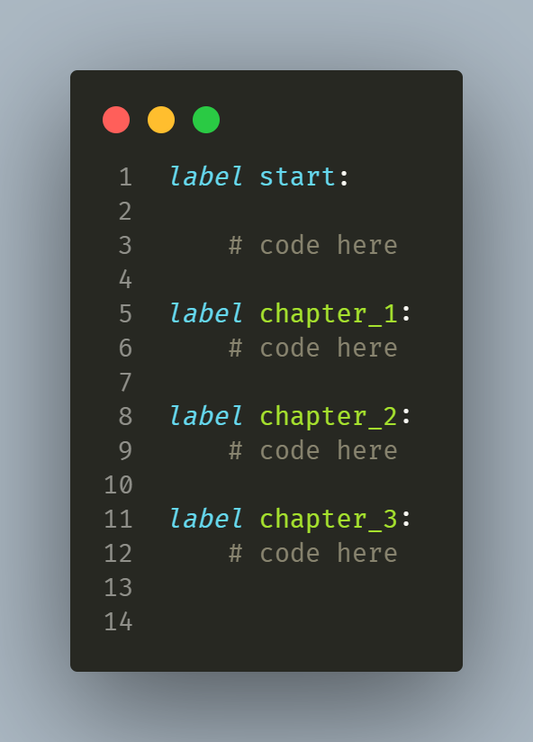 1 label start:
2
3     # code here
4
5 label chapter_1:
6     # code here
7
8 label chapter_2:
9     # code here
10
11 label chapter_3:
12     # code here
13
14